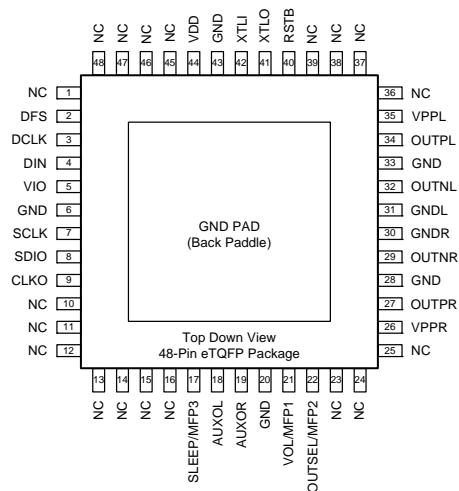 NC NC NC NC VDD GND XTLI XTLO RSTB NC NC NC
48 47 46 45 44 43 42 41 40 39 38 37
NC 1 36 NC
DFS 2 35 VPPL
DCLK 3 34 OUTPL
DIN 4 33 GND
VIO 5 32 OUTNL
GND 6 31 GNDL
SCLK 7 30 GNDR
SDIO 8 29 OUTNR
CLKO 9 28 GND
NC 10 27 OUTPR
NC 11 26 VPPR
NC 12 25 NC
GND PAD
(Back Paddle)
Top Down View
48-Pin eTQFP Package
13 14 15 16 17 18 19 20 21 22 23 24
NC NC NC NC SLEEP/MFP3 AUXOL AUXOR GND VOL/MFP1 OUTSEL/MFP2 NC NC